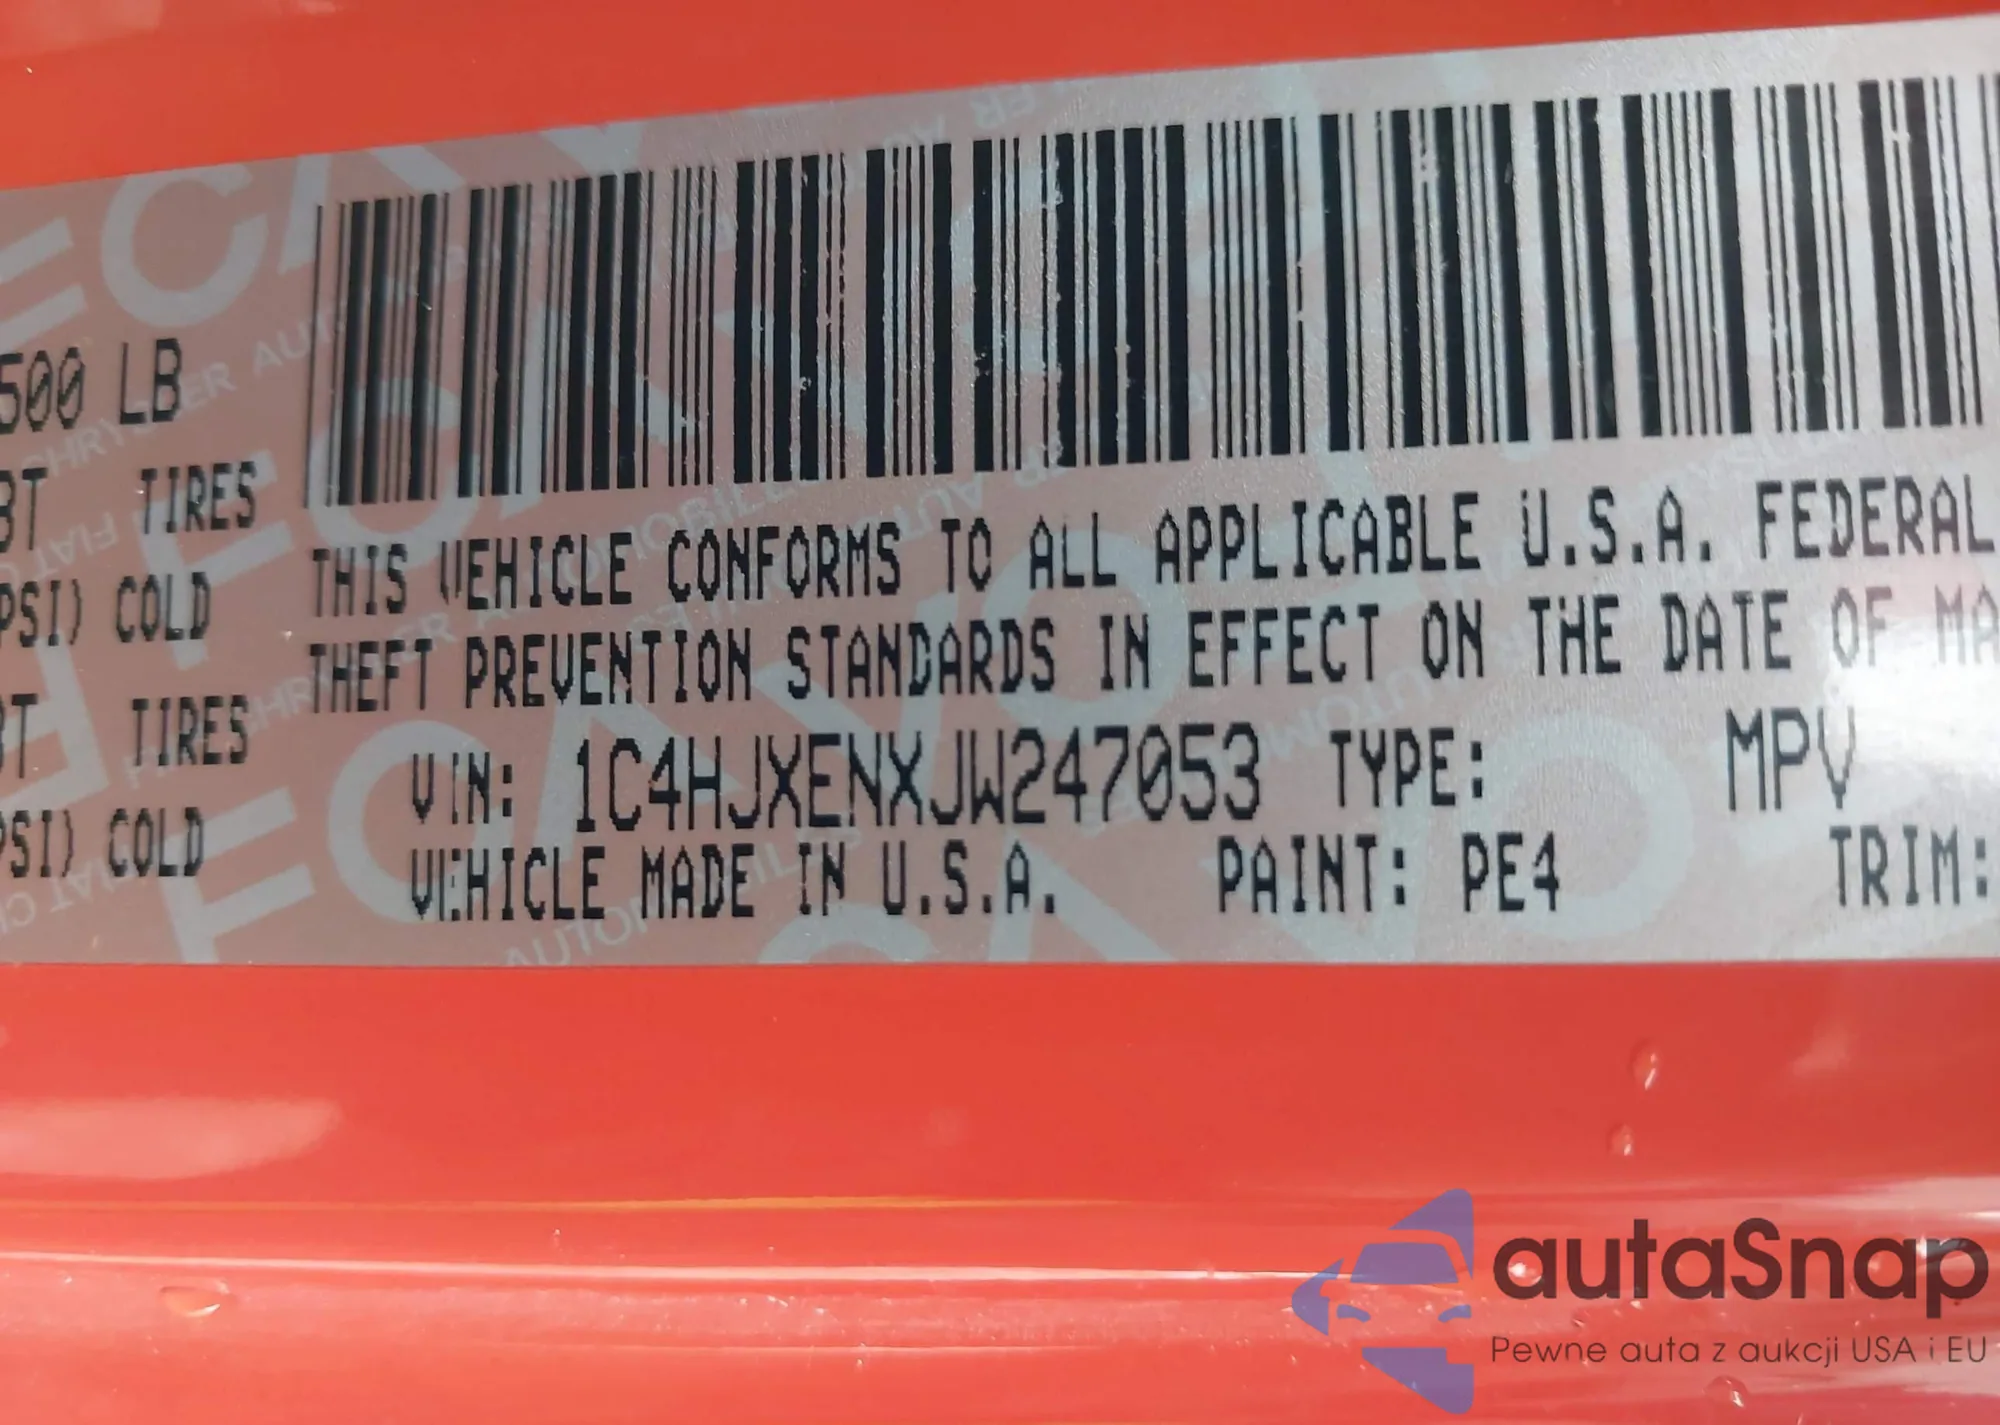 500 LB
BT TIRES
PSI) COLD
BT TIRES
PSI) COLD
THIS VEHICLE CONFORMS TO ALL APPLICABLE U.S.A. FEDERAL
THEFT PREVENTION STANDARDS IN EFFECT ON THE DATE OF MA
VIN: 1C4HJXENXJW247053 TYPE: MPV
VEHICLE MADE IN U.S.A. PAINT: PE4 TRIM:
autaSnap
Pewne auta z aukcji USA i EU